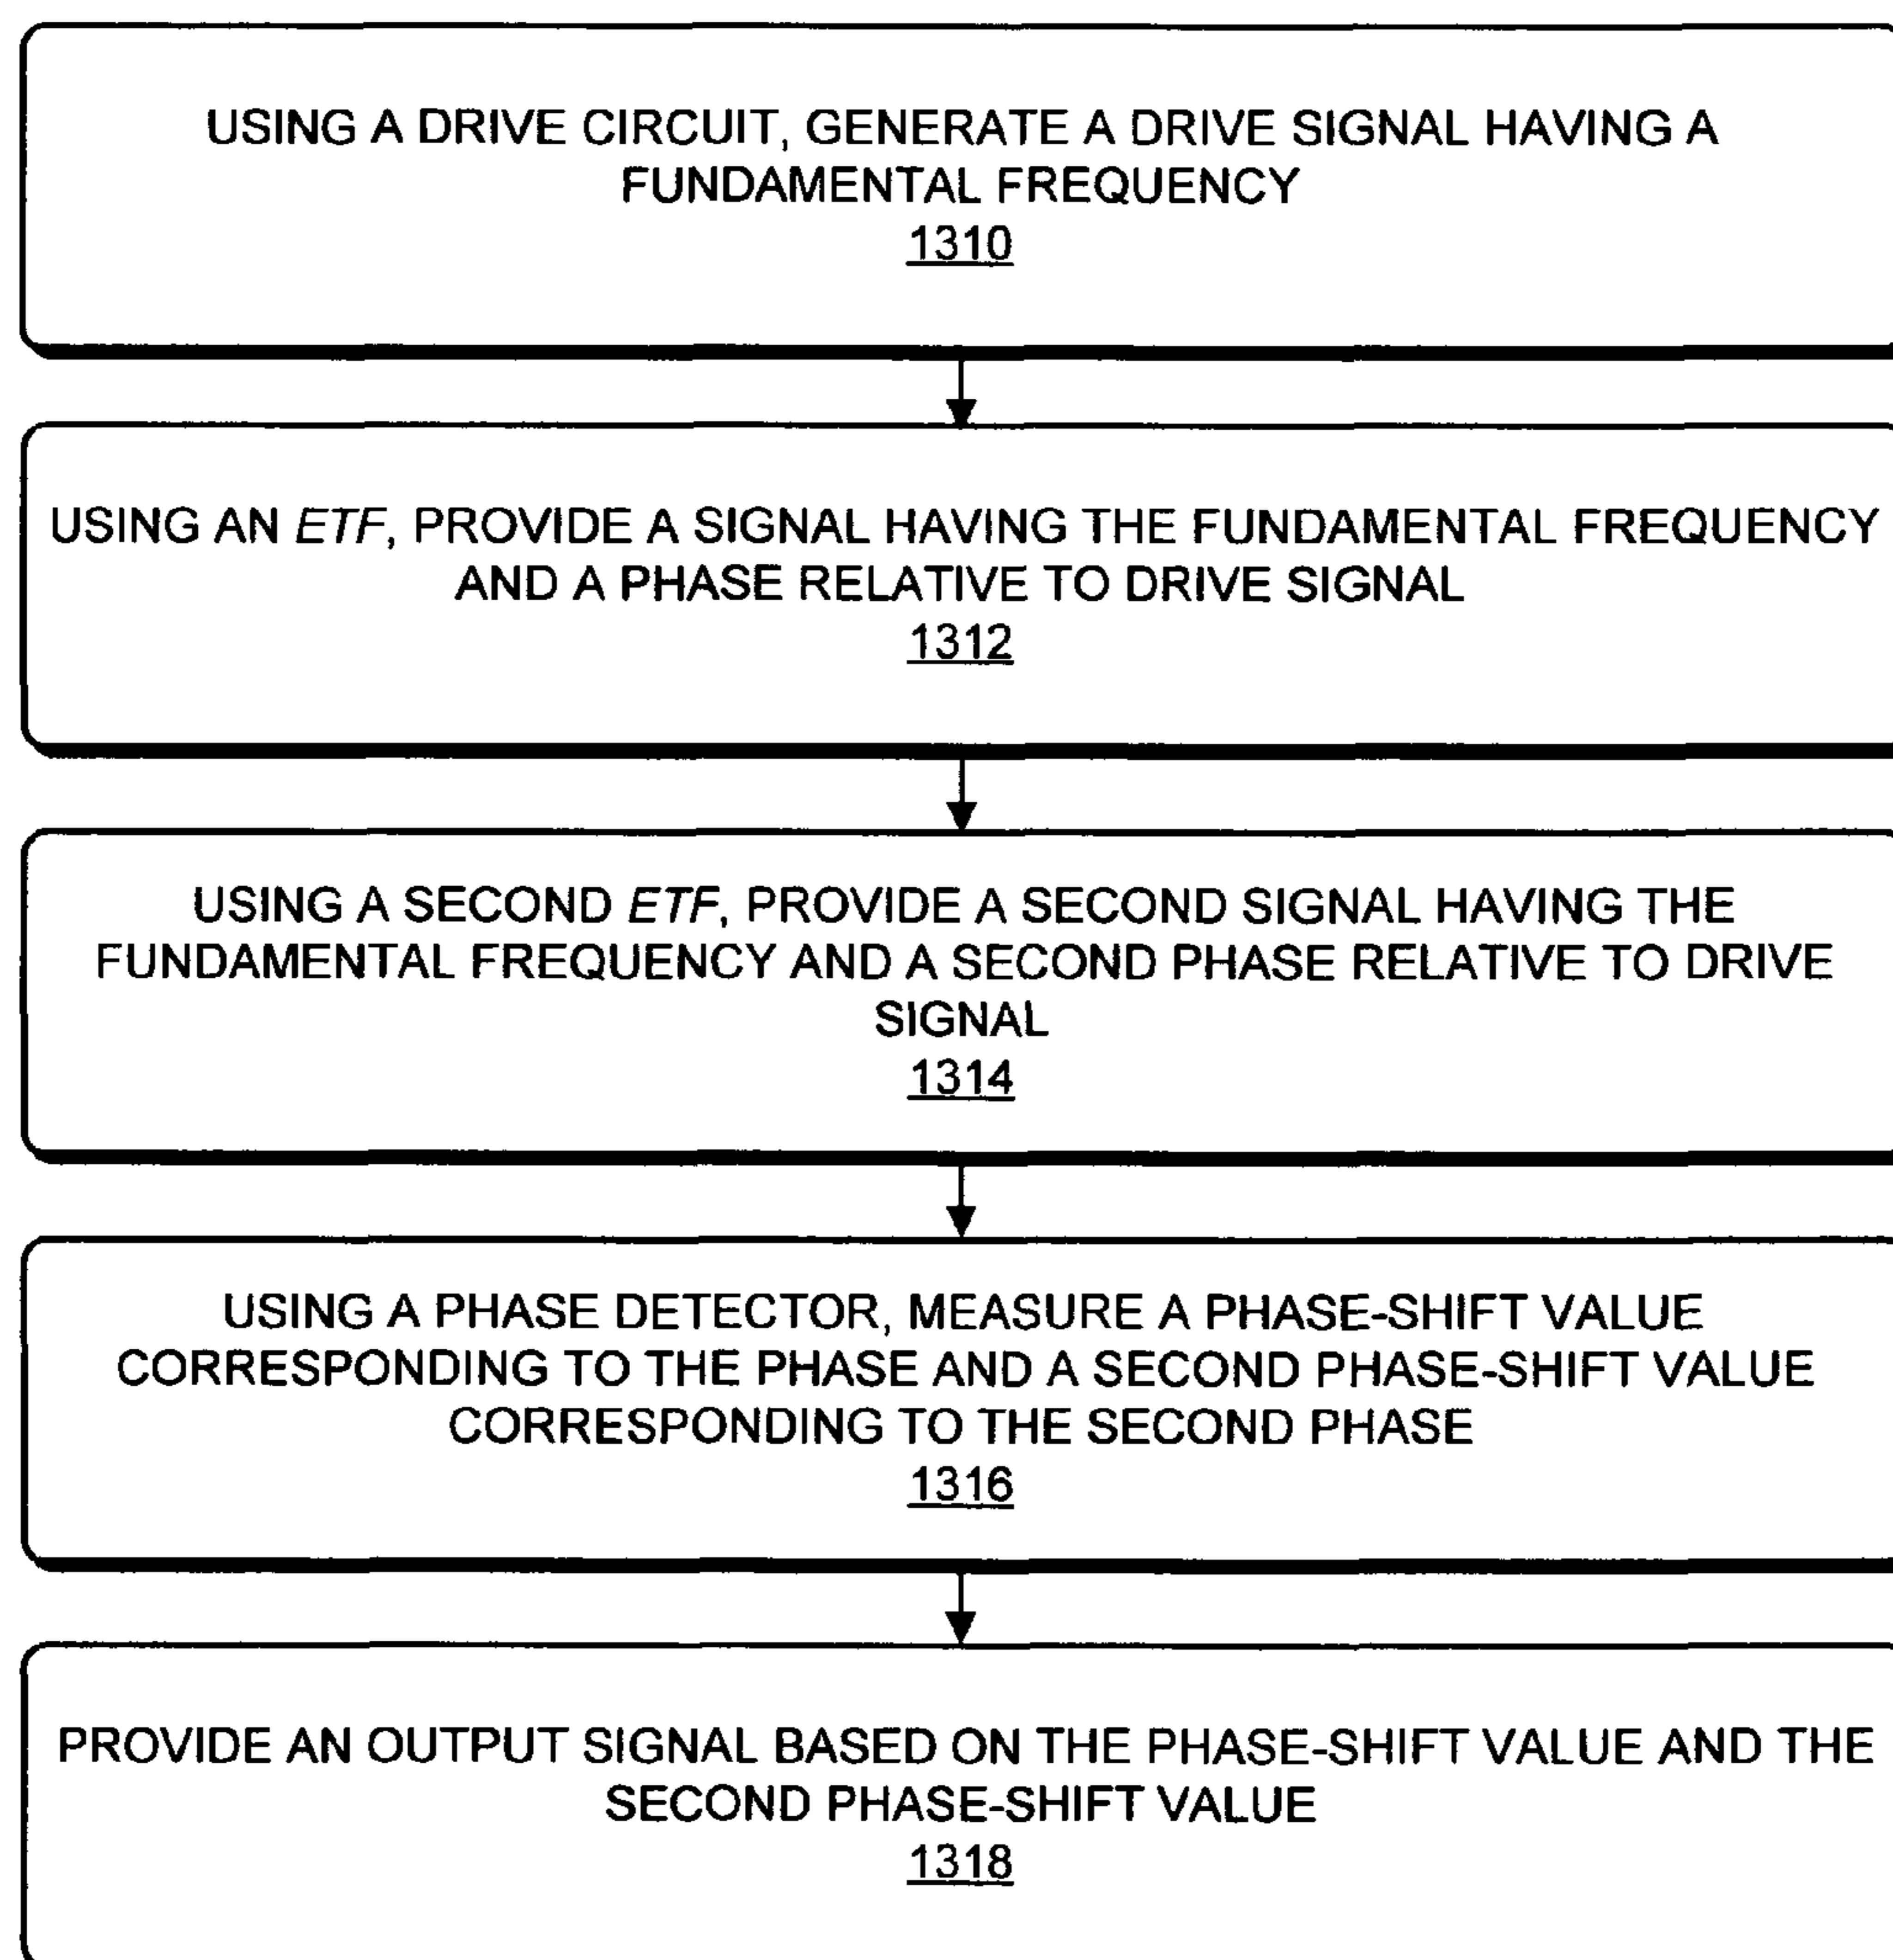 USING A DRIVE CIRCUIT, GENERATE A DRIVE SIGNAL HAVING A
FUNDAMENTAL FREQUENCY
1310
USING AN ETF, PROVIDE A SIGNAL HAVING THE FUNDAMENTAL FREQUENCY
AND A PHASE RELATIVE TO DRIVE SIGNAL
1312
USING A SECOND ETF, PROVIDE A SECOND SIGNAL HAVING THE
FUNDAMENTAL FREQUENCY AND A SECOND PHASE RELATIVE TO DRIVE
SIGNAL
1314
USING A PHASE DETECTOR, MEASURE A PHASE-SHIFT VALUE
CORRESPONDING TO THE PHASE AND A SECOND PHASE-SHIFT VALUE
CORRESPONDING TO THE SECOND PHASE
1316
PROVIDE AN OUTPUT SIGNAL BASED ON THE PHASE-SHIFT VALUE AND THE
SECOND PHASE-SHIFT VALUE
1318